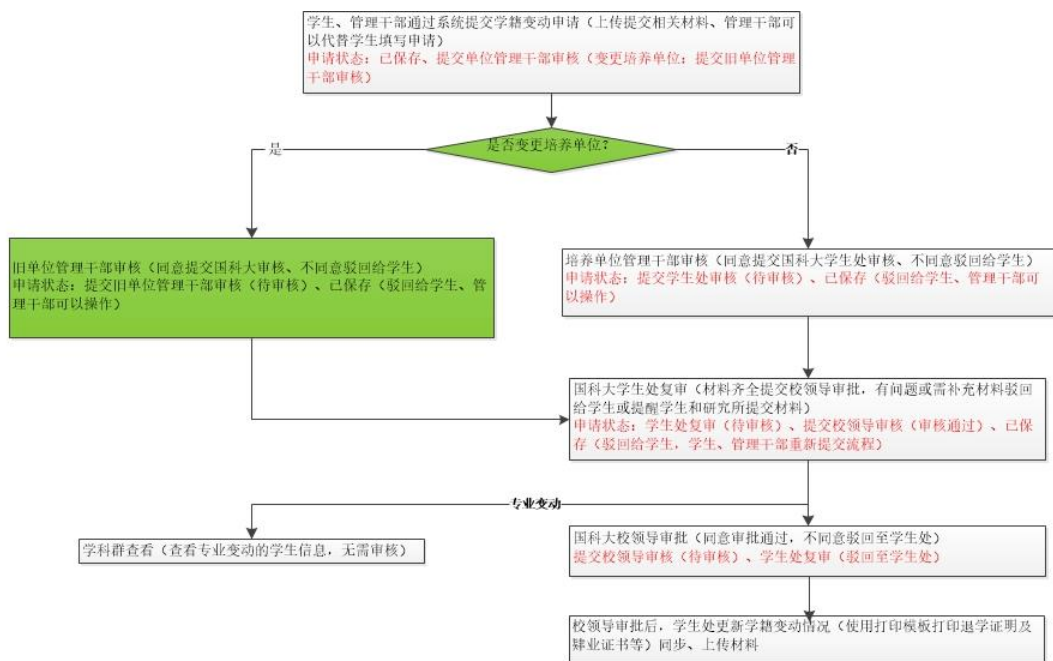 学生、管理干部通过系统提交学籍变动申请（上传提交相关材料、管理干部可
以代替学生填写申请）
申请状态：已保存、提交单位管理干部审核（变更培养单位：提交旧单位管理
干部审核）
是否变更培养单位？
是
否
旧单位管理干部审核（同意提交国科大审核、不同意驳回给学生）
申请状态：提交旧单位管理干部审核（待审核）、已保存（驳回给学生、管
理干部可以操作）
培养单位管理干部审核（同意提交国科大学生处审核、不同意驳回给学生）
申请状态：提交学生处审核（待审核）、已保存（驳回给学生、管理干部可
以操作）
国科大学生处复审（材料齐全提交校领导审批，有问题或需补充材料驳回
给学生或提醒学生和研究所提交材料）
申请状态：学生处复审（待审核）、提交校领导审核（审核通过）、已保
存（驳回给学生，学生、管理干部重新提交流程）
专业变动
学科群查看（查看专业变动的学生信息，无需审核）
国科大校领导审批（同意审批通过，不同意驳回至学生处）
提交校领导审核（待审核）、学生处复审（驳回至学生处）
校领导审批后，学生处更新学籍变动情况（使用打印模板打印退学证明及
肄业证书等）同步、上传材料